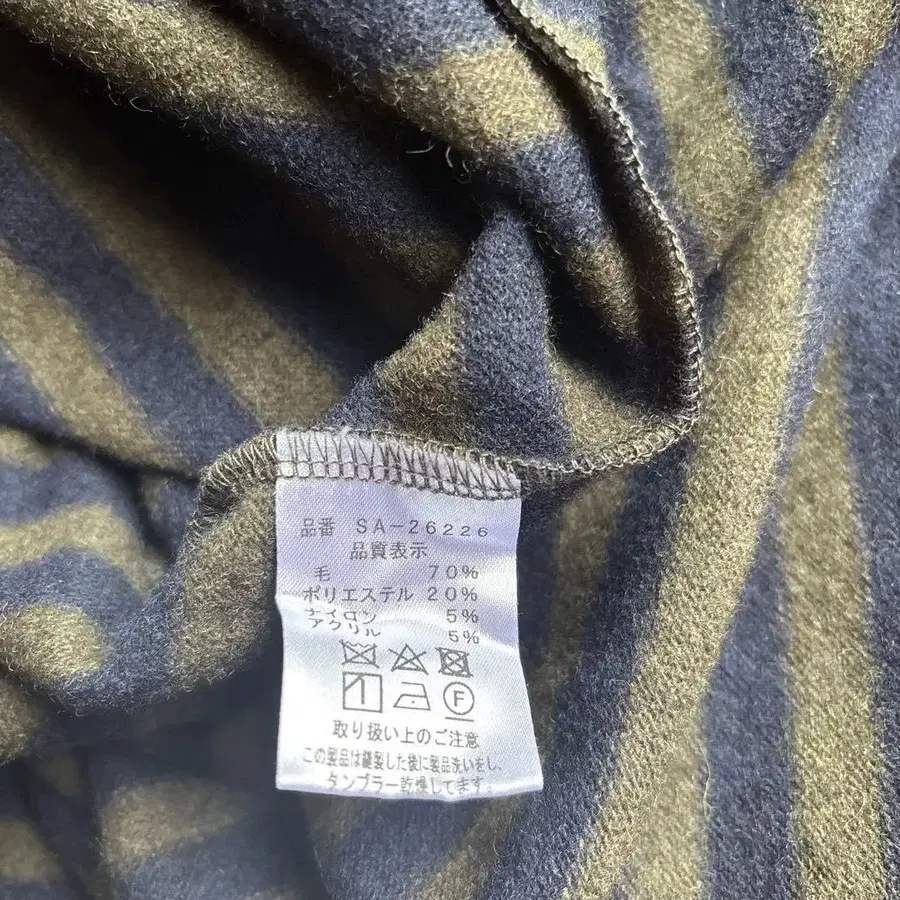 品番 SA-26226
品質表示
毛 70%
ポリエステル 20%
ナイロン 5%
アクリル 5%
F
取り扱い上のご注意
この製品は縫製した後に製品洗いをし、
タンブラー乾燥してます。